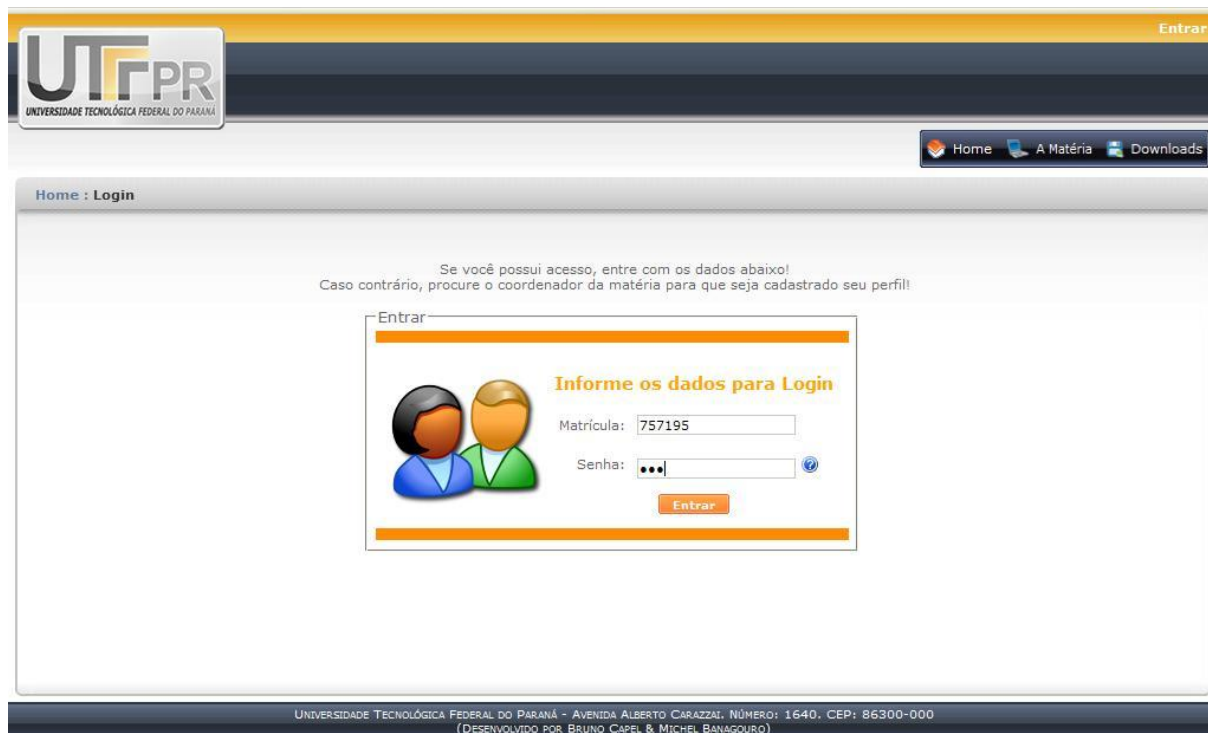 Entrar
UTFPR
UNIVERSIDADE TECNOLÓGICA FEDERAL DO PARANÁ
Home A Matéria Downloads
Home : Login
Se você possui acesso, entre com os dados abaixo!
Caso contrário, procure o coordenador da matéria para que seja cadastrado seu perfil!
Entrar
Informe os dados para Login
Matrícula: 757195
Senha: •••
Entrar
UNIVERSIDADE TECNOLÓGICA FEDERAL DO PARANÁ - AVENIDA ALBERTO CARAZZAI. NÚMERO: 1640. CEP: 86300-000
(DESENVOLVIDO POR BRUNO CAPEL & MICHEL BANAGOURO)